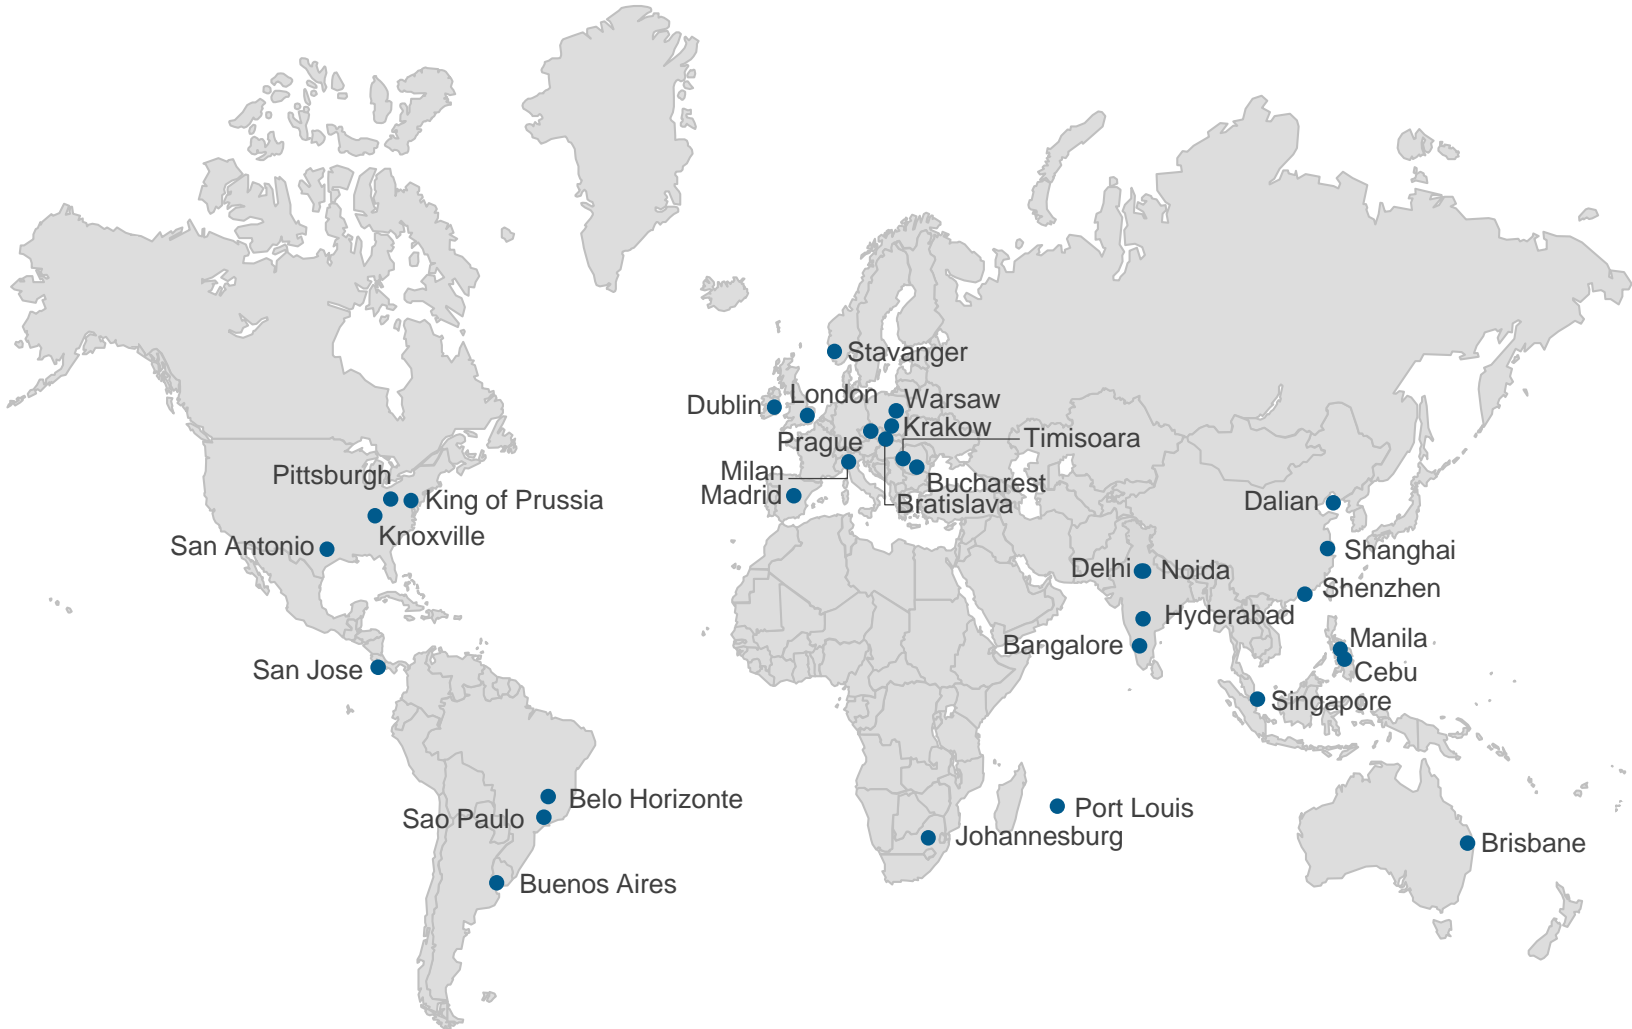 Stavanger
London
Dublin
Warsaw
Krakow
Prague
Timisoara
Milan
Bucharest
Madrid
Bratislava
Pittsburgh
King of Prussia
Knoxville
San Antonio
Dalian
Shanghai
Delhi
Noida
Shenzhen
Hyderabad
Bangalore
Manila
Cebu
San Jose
Singapore
Belo Horizonte
Sao Paulo
Port Louis
Johannesburg
Brisbane
Buenos Aires